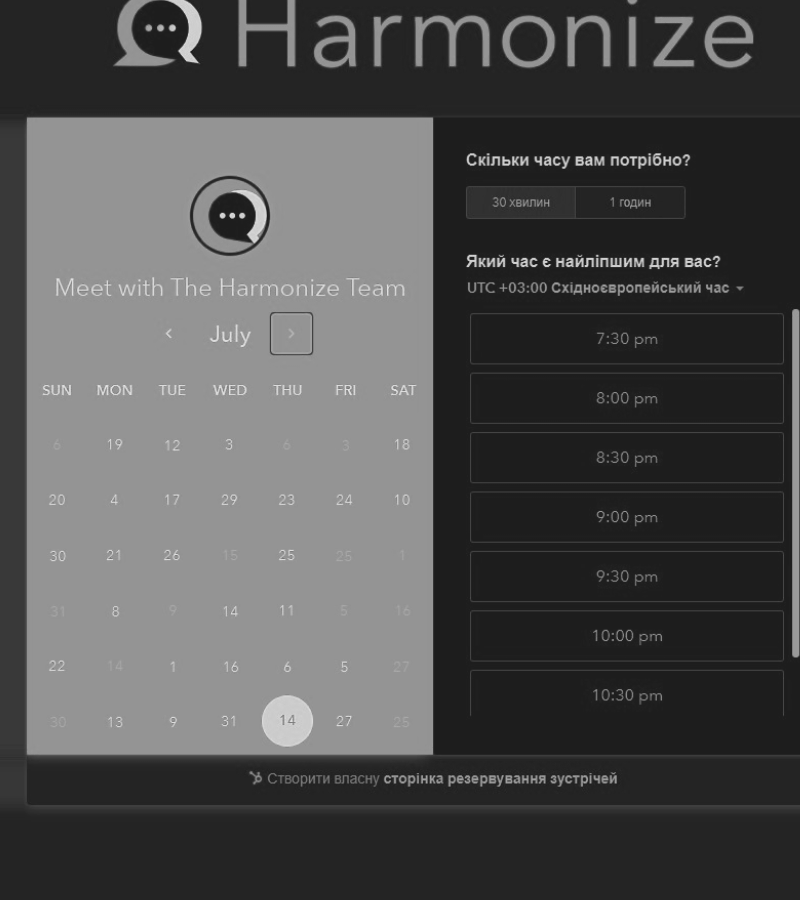 Harmonize
Meet with The Harmonize Team
July
SUN MON TUE WED THU FRI SAT
6 19 12 3 6 3 18
20 4 17 29 23 24 10
30 21 26 15 25 25 1
31 8 9 14 11 5 16
22 14 1 16 6 5 27
30 13 9 31 14 27 25
Скільки часу вам потрібно?
30 хвилин 1 годин
Який час є найліпшим для вас?
UTC +03:00 Східноєвропейський час
7:30 pm
8:00 pm
8:30 pm
9:00 pm
9:30 pm
10:00 pm
10:30 pm
Створити власну сторінка резервування зустрічей